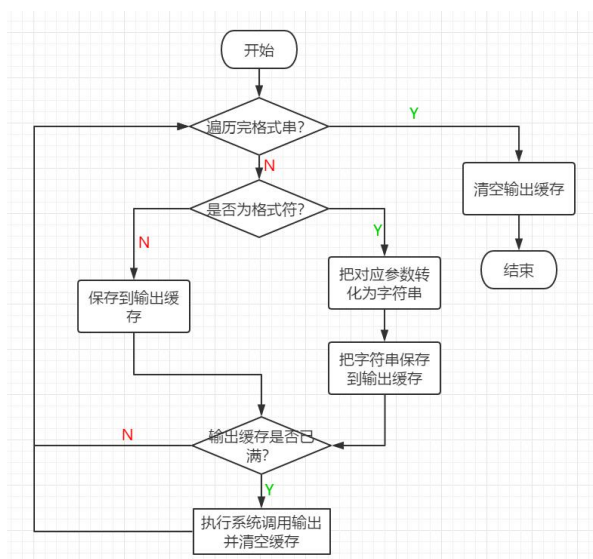 开始
遍历完格式串?
Y
N
清空输出缓存
是否为格式符?
N
Y
结束
把对应参数转
化为字符串
保存到输出缓
存
把字符串保存
到输出缓存
输出缓存是否已
满?
N
Y
执行系统调用输出
并清空缓存